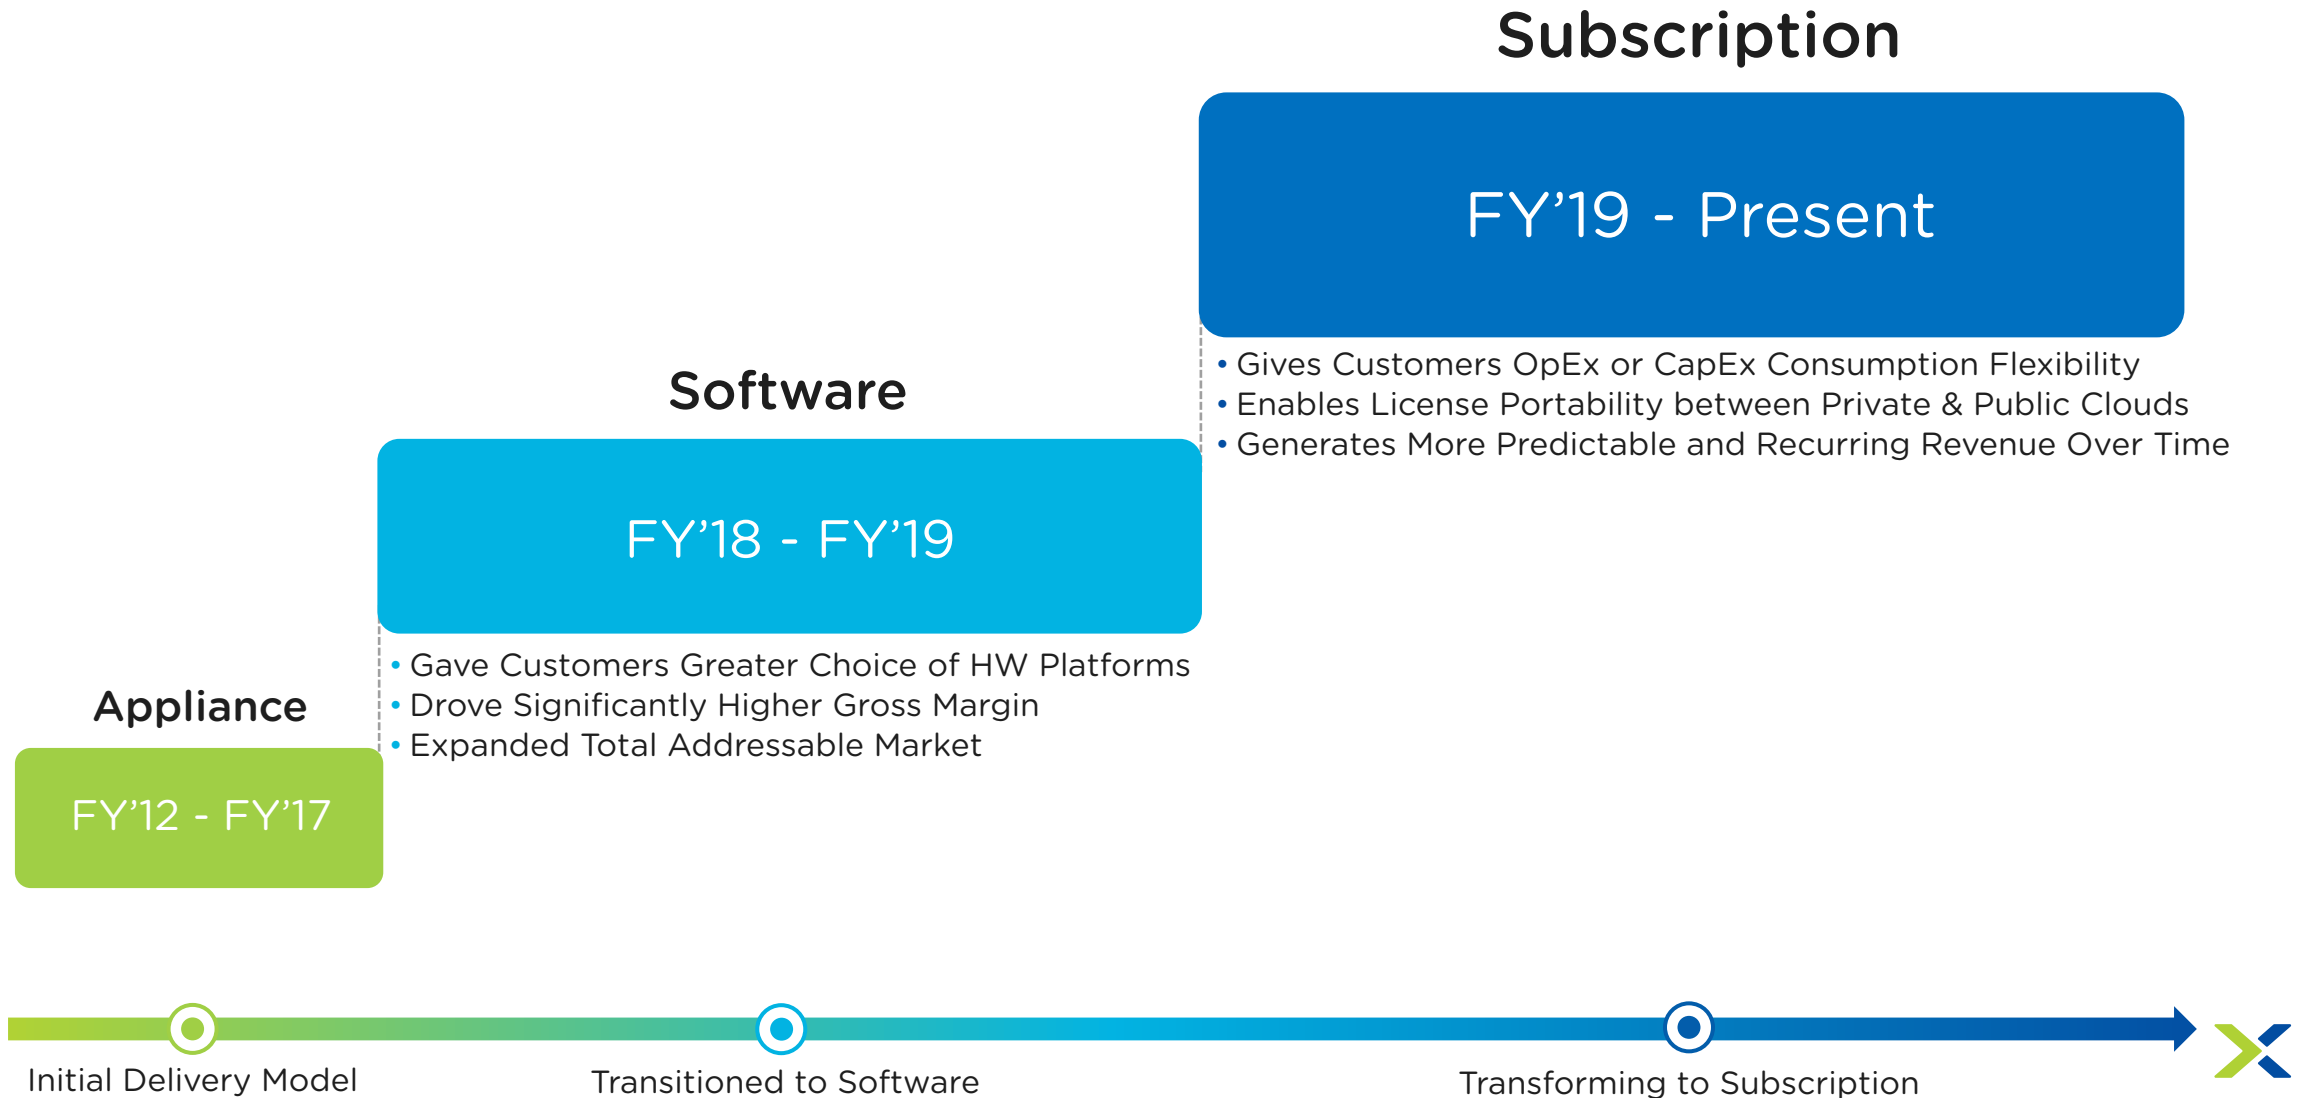 Subscription
FY’19 - Present
• Gives Customers OpEx or CapEx Consumption Flexibility
• Enables License Portability between Private & Public Clouds
• Generates More Predictable and Recurring Revenue Over Time
Software
FY’18 - FY’19
• Gave Customers Greater Choice of HW Platforms
• Drove Significantly Higher Gross Margin
• Expanded Total Addressable Market
Appliance
FY’12 - FY’17
Initial Delivery Model
Transitioned to Software
Transforming to Subscription